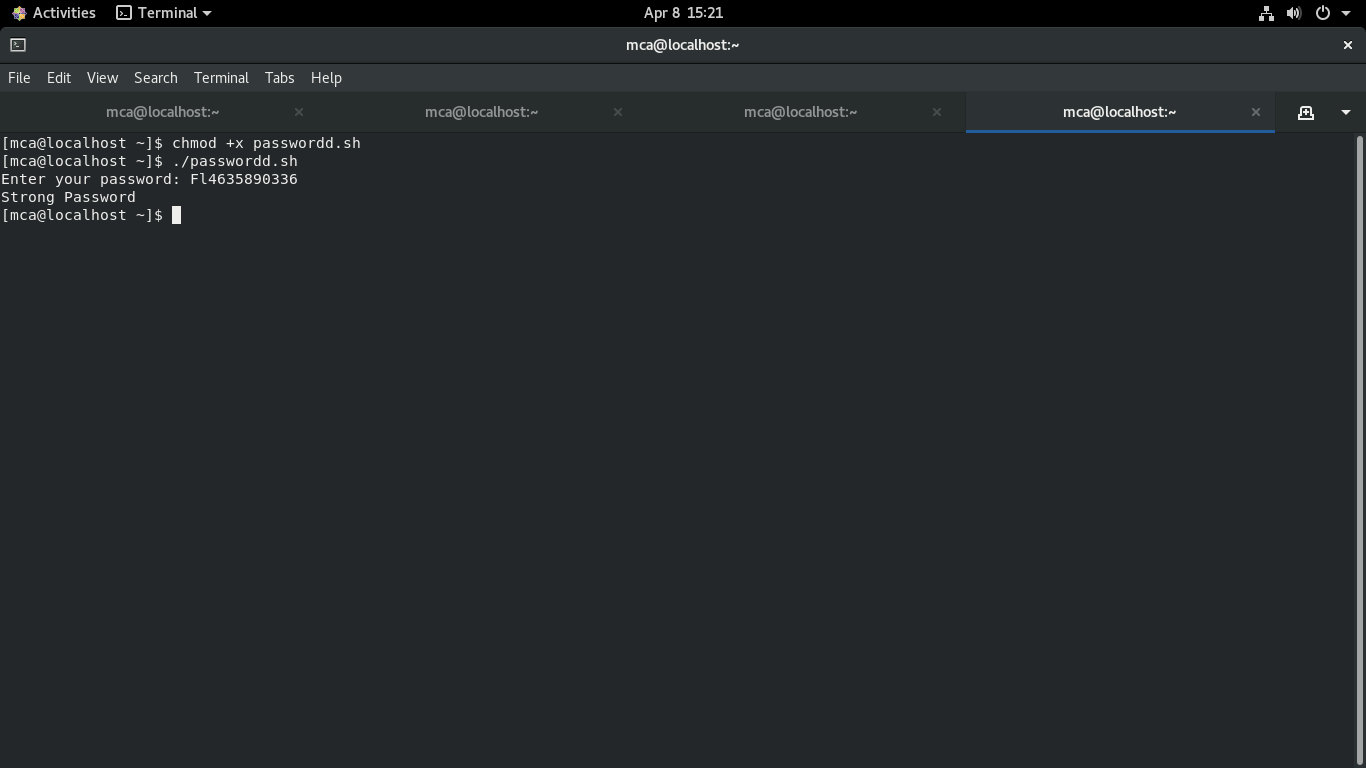 Activities Terminal Apr 8 15:21
mca@localhost:~
File Edit View Search Terminal Tabs Help
mca@localhost:~ mca@localhost:~ mca@localhost:~ mca@localhost:~
[mca@localhost ~]$ chmod +x passwordd.sh
[mca@localhost ~]$ ./passwordd.sh
Enter your password: Fl4635890336
Strong Password
[mca@localhost ~]$